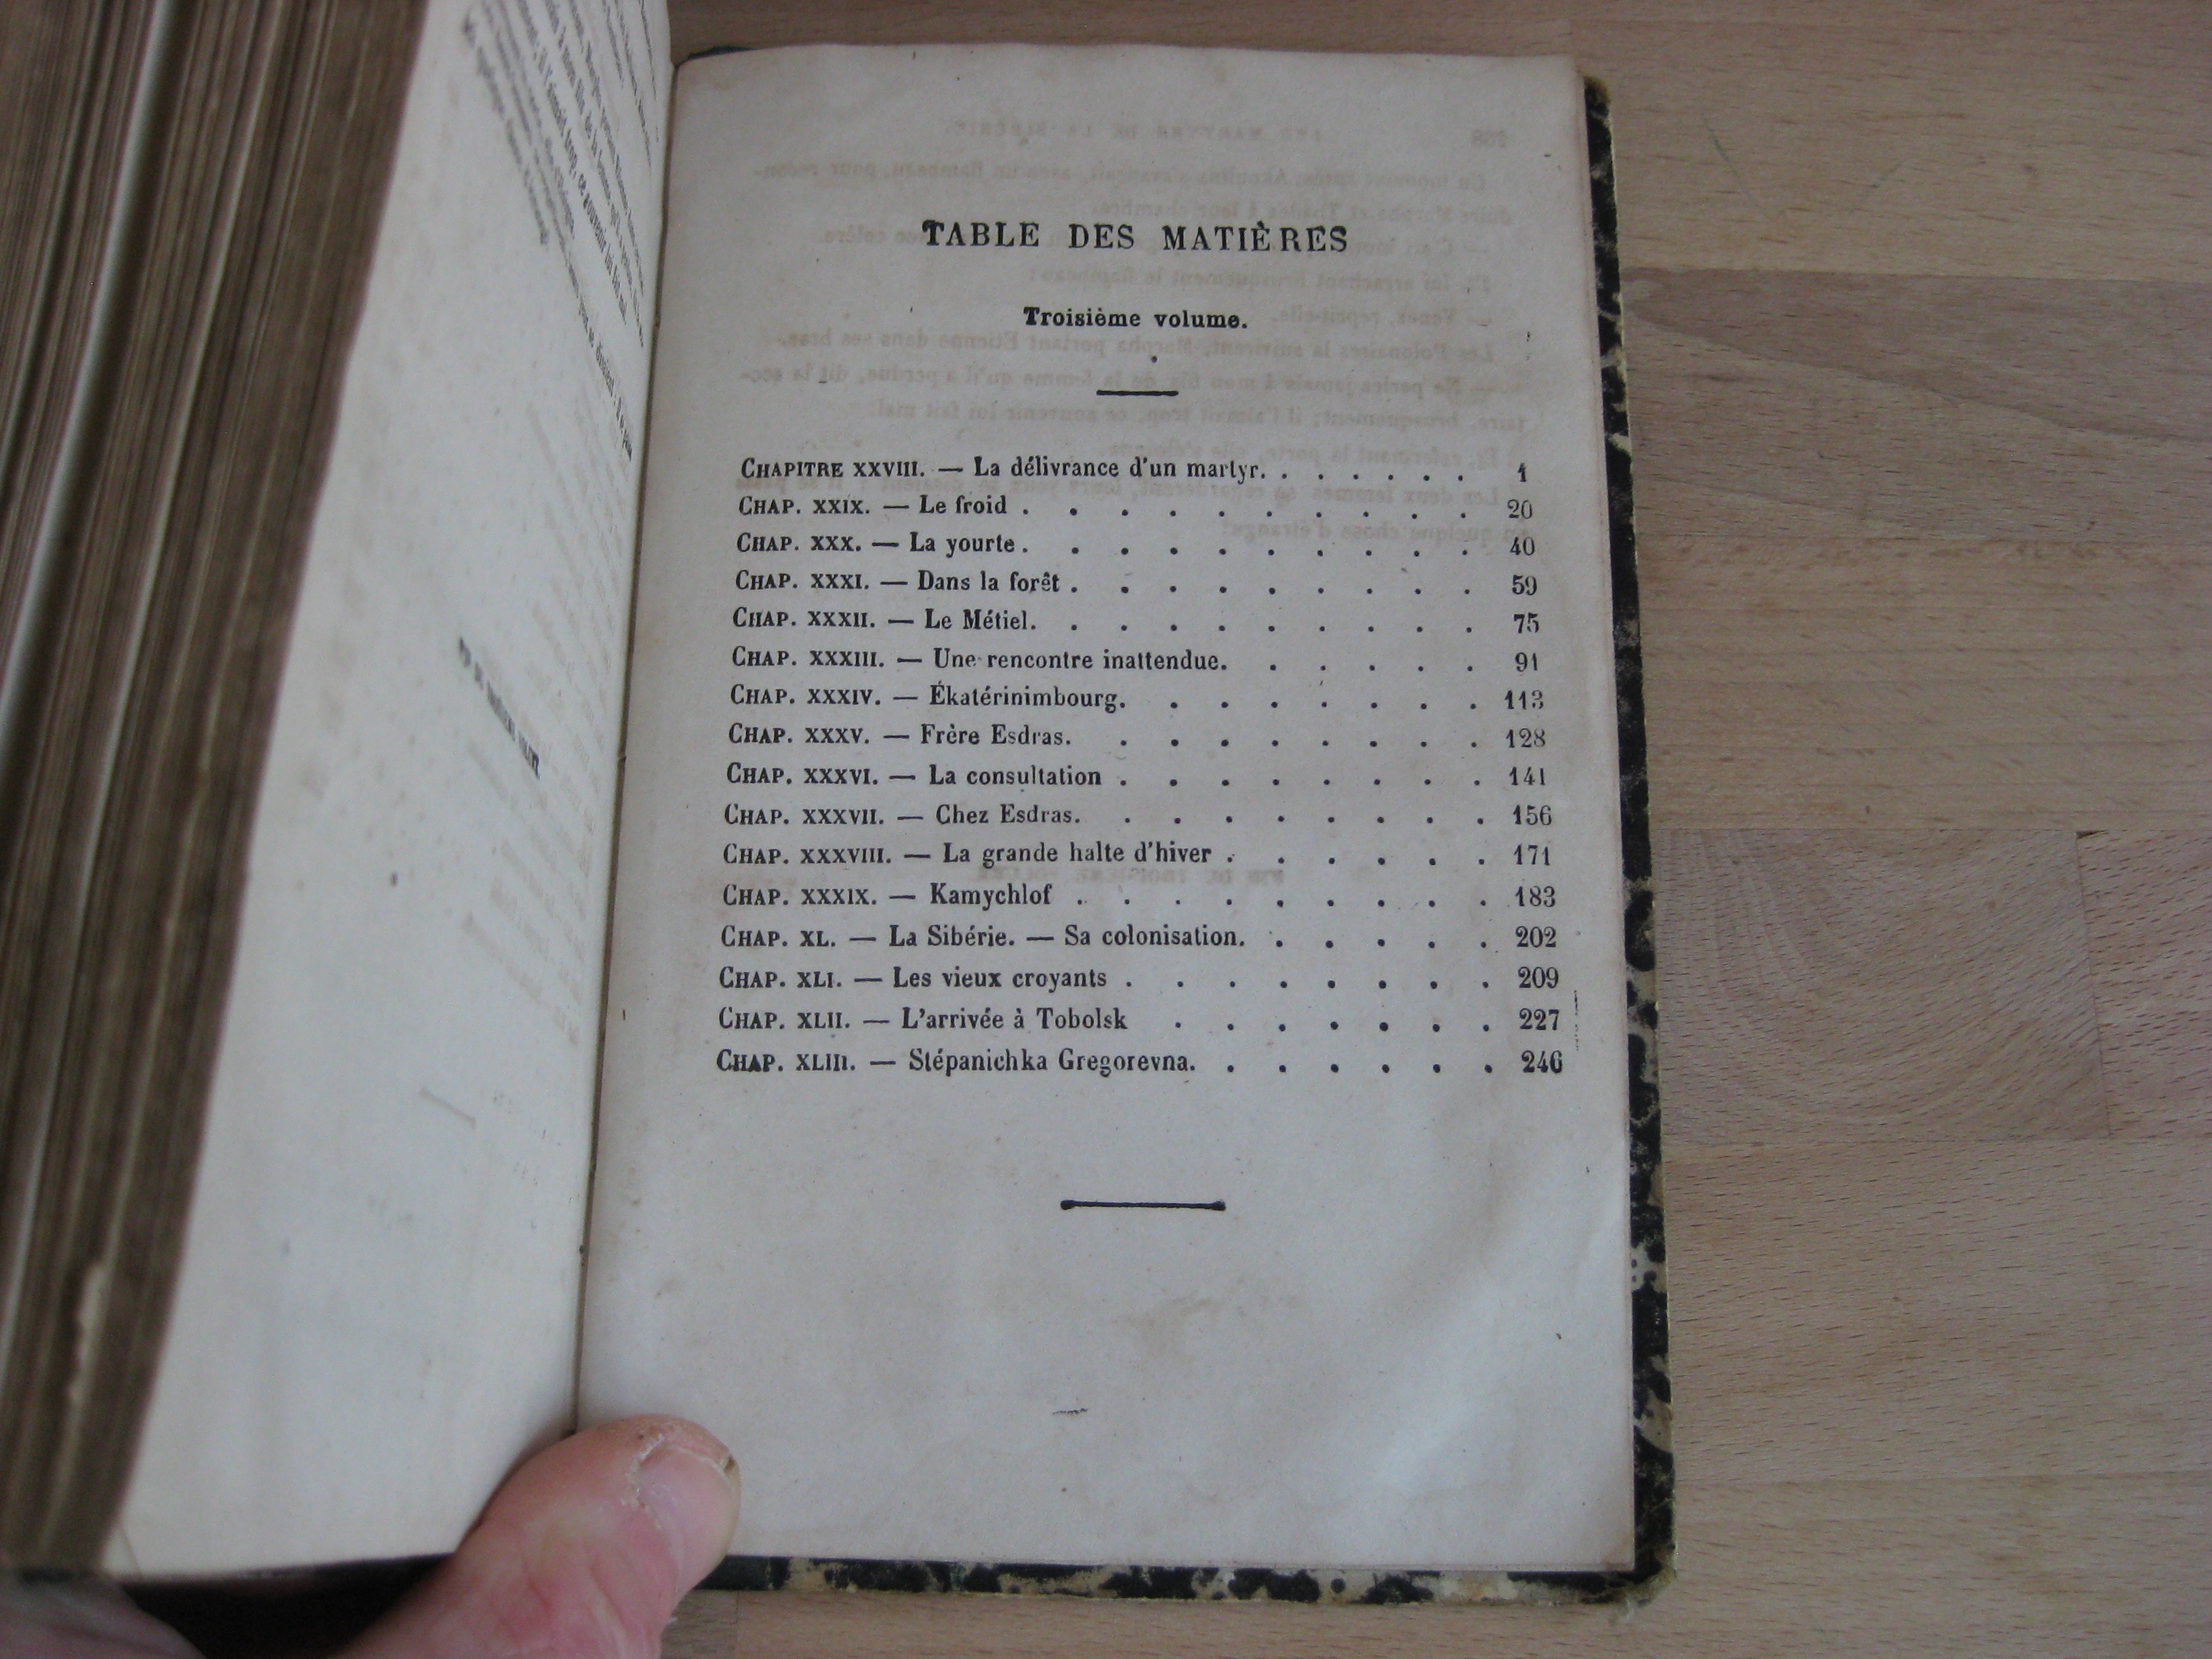 TABLE DES MATIÈRES
Troisième volume.
CHAPITRE XXVIII. — La délivrance d'un martyr. . . . . . . 1
CHAP. XXIX. — Le froid . . . . . . . . . . 20
CHAP. XXX. — La yourte . . . . . . . . . . 40
CHAP. XXXI. — Dans la forêt . . . . . . . . . 59
CHAP. XXXII. — Le Métiel. . . . . . . . . . 75
CHAP. XXXIII. — Une rencontre inattendue. . . . . . 91
CHAP. XXXIV. — Ékatérinimbourg. . . . . . . . 113
CHAP. XXXV. — Frère Esdras. . . . . . . . . 128
CHAP. XXXVI. — La consultation . . . . . . . . 141
CHAP. XXXVII. — Chez Esdras. . . . . . . . . 156
CHAP. XXXVIII. — La grande halte d'hiver . . . . . . 171
CHAP. XXXIX. — Kamychlof . . . . . . . . . 183
CHAP. XL. — La Sibérie. — Sa colonisation. . . . . . 202
CHAP. XLI. — Les vieux croyants . . . . . . . . 209
CHAP. XLII. — L'arrivée à Tobolsk . . . . . . . 227
CHAP. XLIII. — Stépanichka Gregorevna. . . . . . . 246